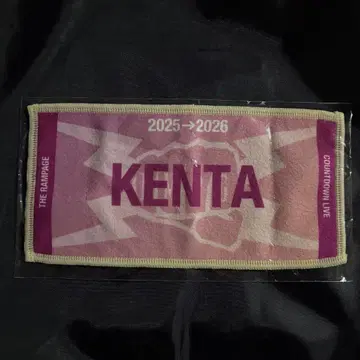 2025→2026
KENTA
THE RAMPAGE
COUNTDOWN LIVE